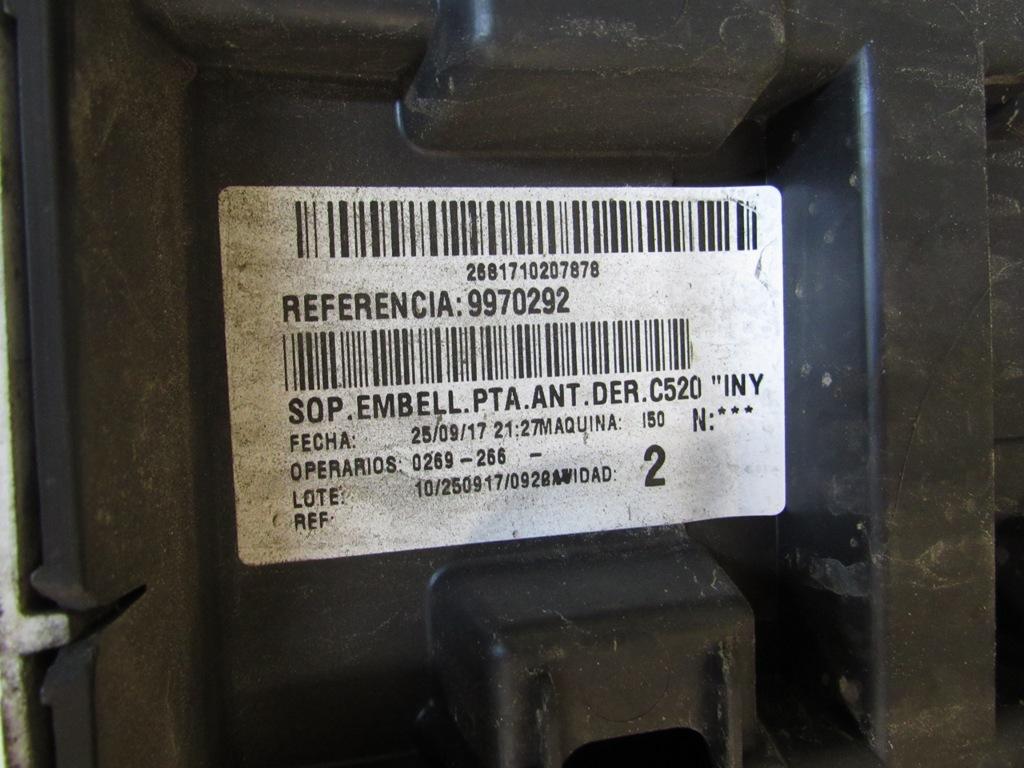 2681710207878
REFERENCIA: 9970292
SOP.EMBELL.PTA.ANT.DER.C520 "INY
FECHA: 25/09/17 21:27 MAQUINA: I50 N:***
OPERARIOS: 0269-266 -
LOTE: 10/250917/0928 2
REF: